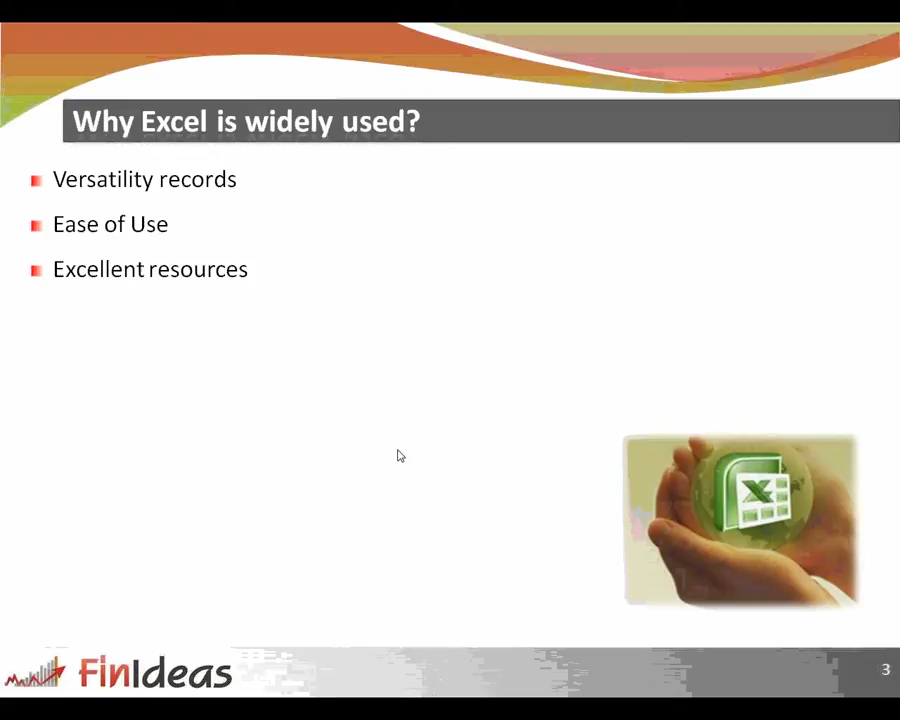 Why Excel is widely used?
Versatility records
Ease of Use
Excellent resources
X
FinIdeas
3